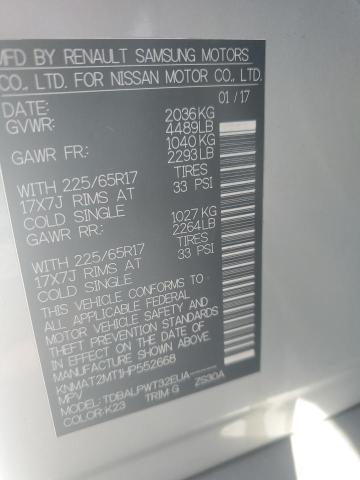 MFD BY RENAULT SAMSUNG MOTORS
CO., LTD. FOR NISSAN MOTOR CO., LTD.
DATE: 01/17
GVWR: 2036KG
4489LB
GAWR FR: 1040KG
2293LB
WITH 225/65R17 TIRES
17X7J RIMS AT 33 PSI
COLD SINGLE
GAWR RR: 1027KG
2264LB
WITH 225/65R17 TIRES
17X7J RIMS AT 33 PSI
COLD SINGLE
THIS VEHICLE CONFORMS TO
ALL APPLICABLE FEDERAL
MOTOR VEHICLE SAFETY AND
THEFT PREVENTION STANDARDS
IN EFFECT ON THE DATE OF
MANUFACTURE SHOWN ABOVE.
KNMAT2MT1HP552668
MPV
MODEL: TDBALPWT32EUA------
COLOR: K23 TRIM: G ZS30A